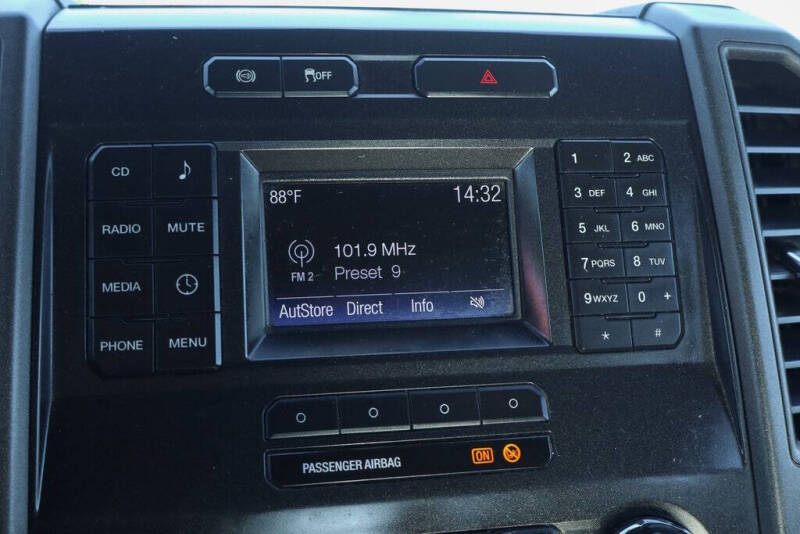 OFF
CD
RADIO MUTE
MEDIA
PHONE MENU
88°F 14:32
101.9 MHz
FM 2 Preset 9
AutStore Direct Info
1 2 ABC
3 DEF 4 GHI
5 JKL 6 MNO
7 PQRS 8 TUV
9 WXYZ 0 +
* #
PASSENGER AIRBAG ON